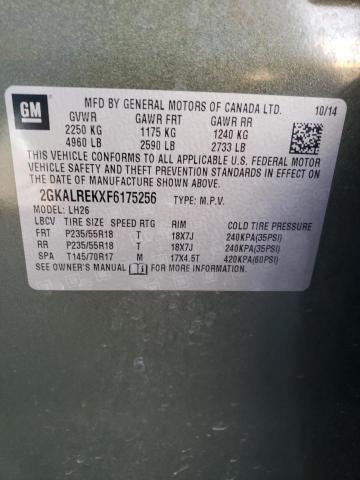 GM
MFD BY GENERAL MOTORS OF CANADA LTD. 10/14
GVWR GAWR FRT GAWR RR
2250 KG 1175 KG 1240 KG
4960 LB 2590 LB 2733 LB
THIS VEHICLE CONFORMS TO ALL APPLICABLE U.S. FEDERAL MOTOR
VEHICLE SAFETY AND THEFT PREVENTION STANDARDS IN EFFECT ON THE
DATE OF MANUFACTURE SHOWN ABOVE.
2GKALREKXF6175256 TYPE: M.P.V.
MODEL: LH26
LBCV TIRE SIZE SPEED RTG RIM COLD TIRE PRESSURE
FRT P235/55R18 T 18X7J 240KPA(35PSI)
RR P235/55R18 T 18X7J 240KPA(35PSI)
SPA T145/70R17 M 17X4.5T 420KPA(60PSI)
SEE OWNER'S MANUAL FOR MORE INFORMATION